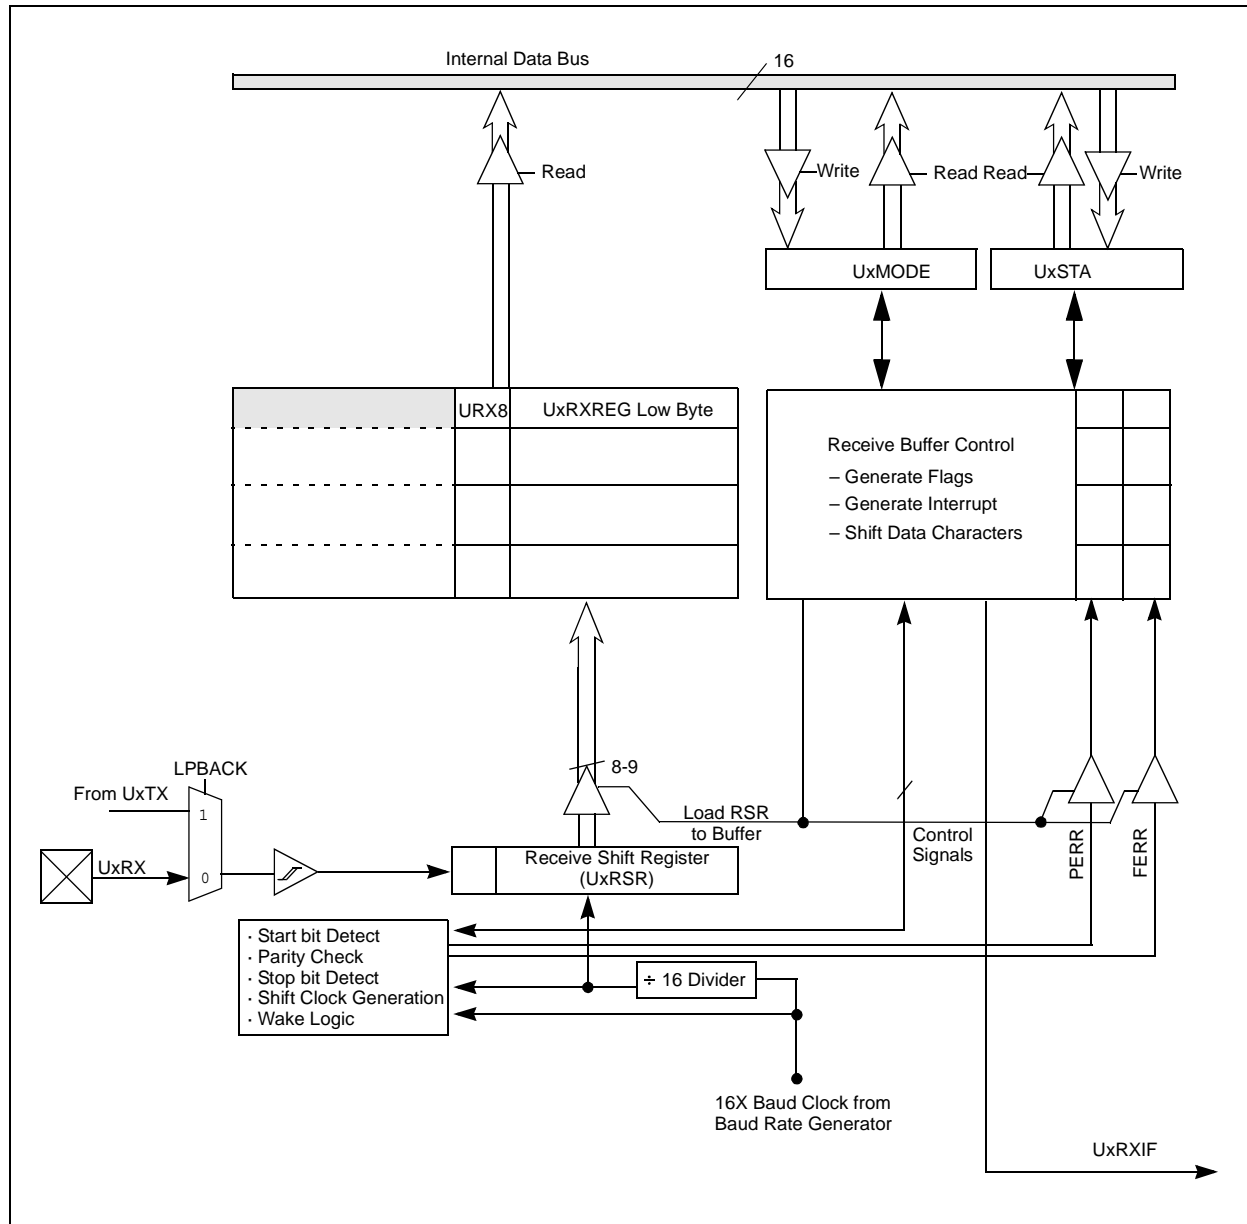 Internal Data Bus
16
Read
Write
Read Read
Write
UxMODE
UxSTA
URX8
UxRXREG Low Byte
Receive Buffer Control
– Generate Flags
– Generate Interrupt
– Shift Data Characters
LPBACK
From UxTX
1
UxRX
0
8-9
Load RSR
to Buffer
Control
Signals
PERR
FERR
Receive Shift Register
(UxRSR)
· Start bit Detect
· Parity Check
· Stop bit Detect
· Shift Clock Generation
· Wake Logic
÷ 16 Divider
16X Baud Clock from
Baud Rate Generator
UxRXIF